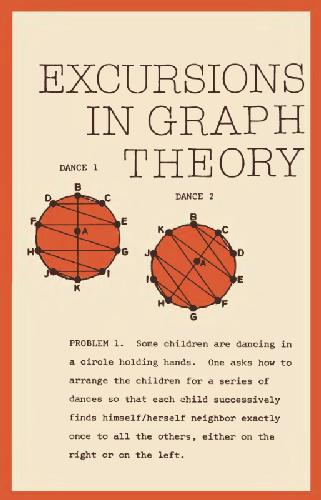 EXCURSIONS
IN GRAPH
THEORY
DANCE 1
B
D
C
F
E
A
H
G
J
I
K
DANCE 2
B
K
C
J
D
A
I
E
H
F
G
PROBLEM 1. Some children are dancing in
a circle holding hands. One asks how to
arrange the children for a series of
dances so that each child successively
finds himself/herself neighbor exactly
once to all the others, either on the
right or on the left.